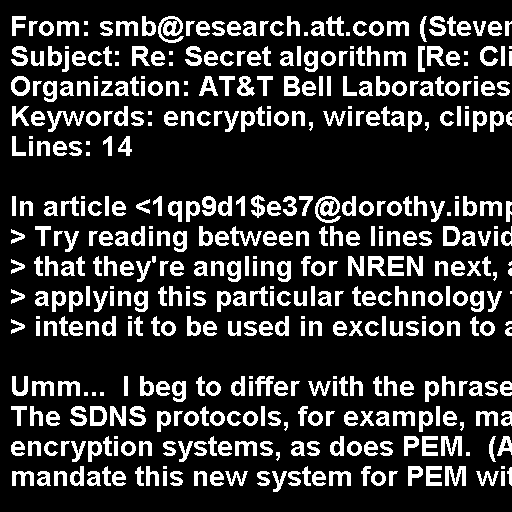 From: smb@research.att.com (Steven
Subject: Re: Secret algorithm [Re: Cli
Organization: AT&T Bell Laboratories
Keywords: encryption, wiretap, clippe
Lines: 14

In article <1qp9d1$e37@dorothy.ibmp
> Try reading between the lines David
> that they're angling for NREN next, a
> applying this particular technology t
> intend it to be used in exclusion to a

Umm...  I beg to differ with the phrase
The SDNS protocols, for example, ma
encryption systems, as does PEM.  (A
mandate this new system for PEM wit